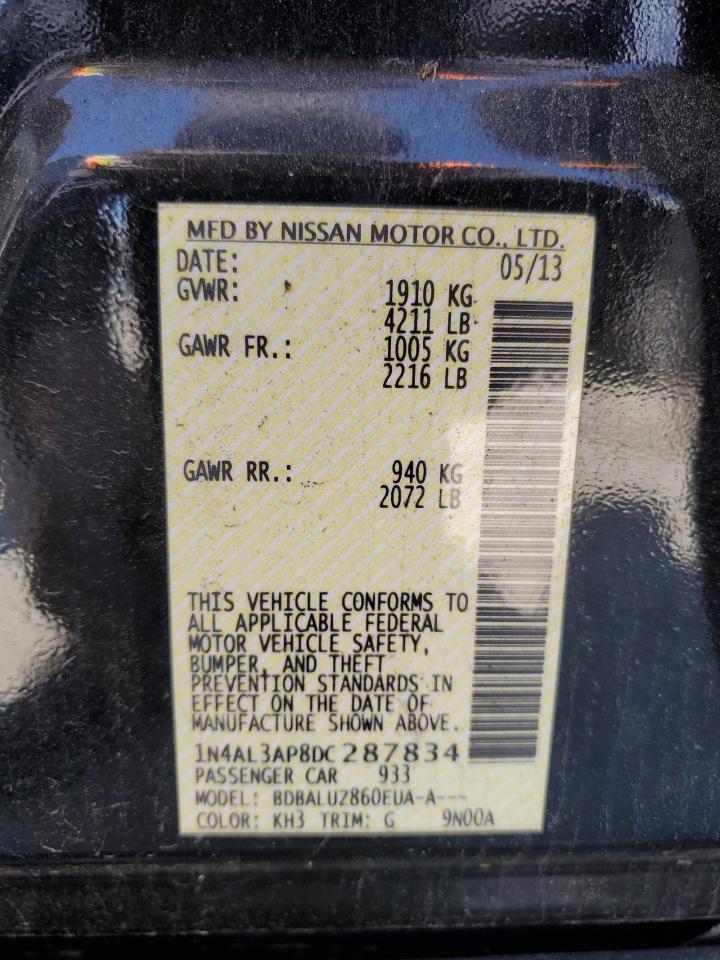 MFD BY NISSAN MOTOR CO., LTD.
DATE: 05/13
GVWR: 1910 KG
4211 LB
GAWR FR.: 1005 KG
2216 LB
GAWR RR.: 940 KG
2072 LB
THIS VEHICLE CONFORMS TO
ALL APPLICABLE FEDERAL
MOTOR VEHICLE SAFETY,
BUMPER, AND THEFT
PREVENTION STANDARDS IN
EFFECT ON THE DATE OF
MANUFACTURE SHOWN ABOVE.
1N4AL3AP8DC287834
PASSENGER CAR 933
MODEL: BDBALUZ860EUA-A---
COLOR: KH3 TRIM: G 9N00A